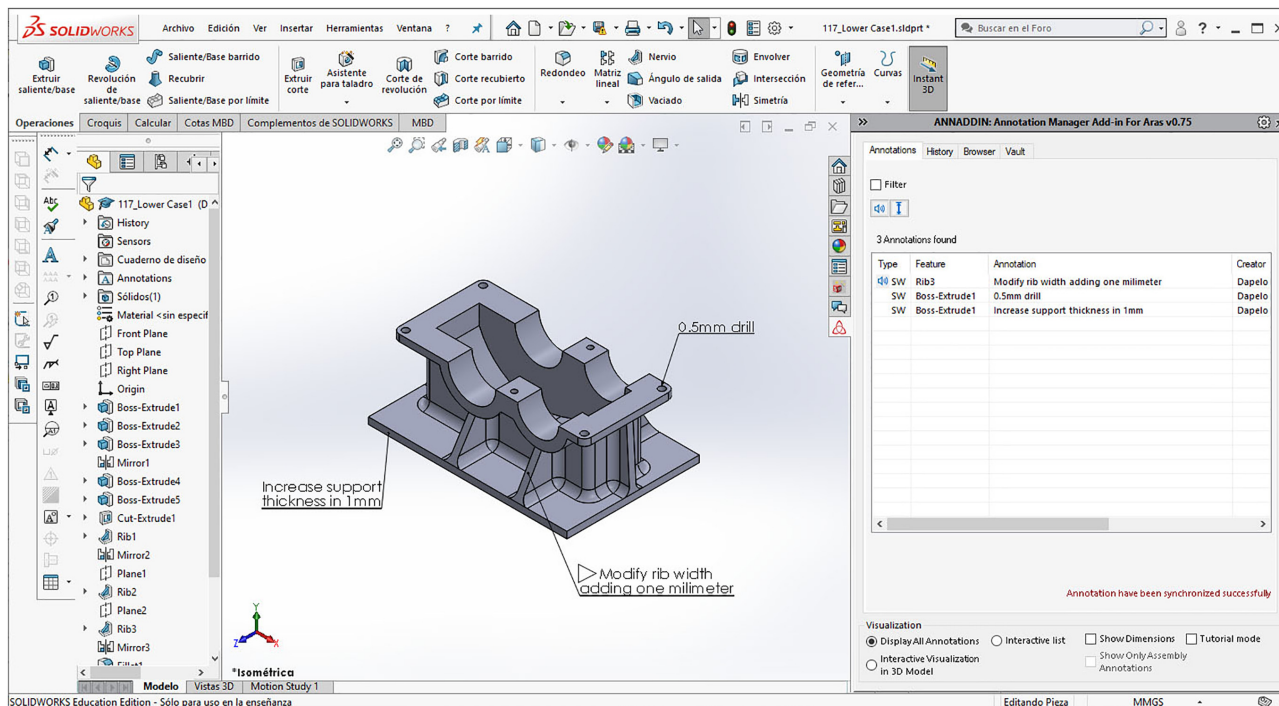 SOLIDWORKS
Archivo Edición Ver Insertar Herramientas Ventana ?
117_Lower Case1.sldprt *
Buscar en el Foro
?
Extruir saliente/base
Revolución de saliente/base
Saliente/Base barrido
Recubrir
Saliente/Base por límite
Extruir corte
Asistente para taladro
Corte de revolución
Corte barrido
Corte recubierto
Corte por límite
Redondeo
Matriz lineal
Nervio
Ángulo de salida
Vaciado
Envolver
Intersección
Simetría
Geometría de refer...
Curvas
Instant 3D
Operaciones Croquis Calcular Cotas MBD Complementos de SOLIDWORKS MBD
117_Lower Case1 (D
History
Sensors
Cuaderno de diseño
Annotations
Sólidos(1)
Material <sin especif
Front Plane
Top Plane
Right Plane
Origin
Boss-Extrude1
Boss-Extrude2
Boss-Extrude3
Mirror1
Boss-Extrude4
Boss-Extrude5
Cut-Extrude1
Rib1
Mirror2
Plane1
Rib2
Plane2
Rib3
Mirror3
Fillet1
0.5mm drill
Increase support
thickness in 1mm
Modify rib width
adding one milimeter
Y
Z
X
*Isométrica
Modelo Vistas 3D Motion Study 1
ANNADDIN: Annotation Manager Add-in For Aras v0.75
Annotations History Browser Vault
Filter
3 Annotations found
Type Feature Annotation Creator
SW Rib3 Modify rib width adding one milimeter Dapelo
SW Boss-Extrude1 0.5mm drill Dapelo
SW Boss-Extrude1 Increase support thickness in 1mm Dapelo
Annotation have been synchronized successfully
Visualization
Display All Annotations Interactive list Show Dimensions Tutorial mode
Interactive Visualization in 3D Model
Show Only Assembly Annotations
SOLIDWORKS Education Edition - Sólo para uso en la enseñanza
Editando Pieza MMGS